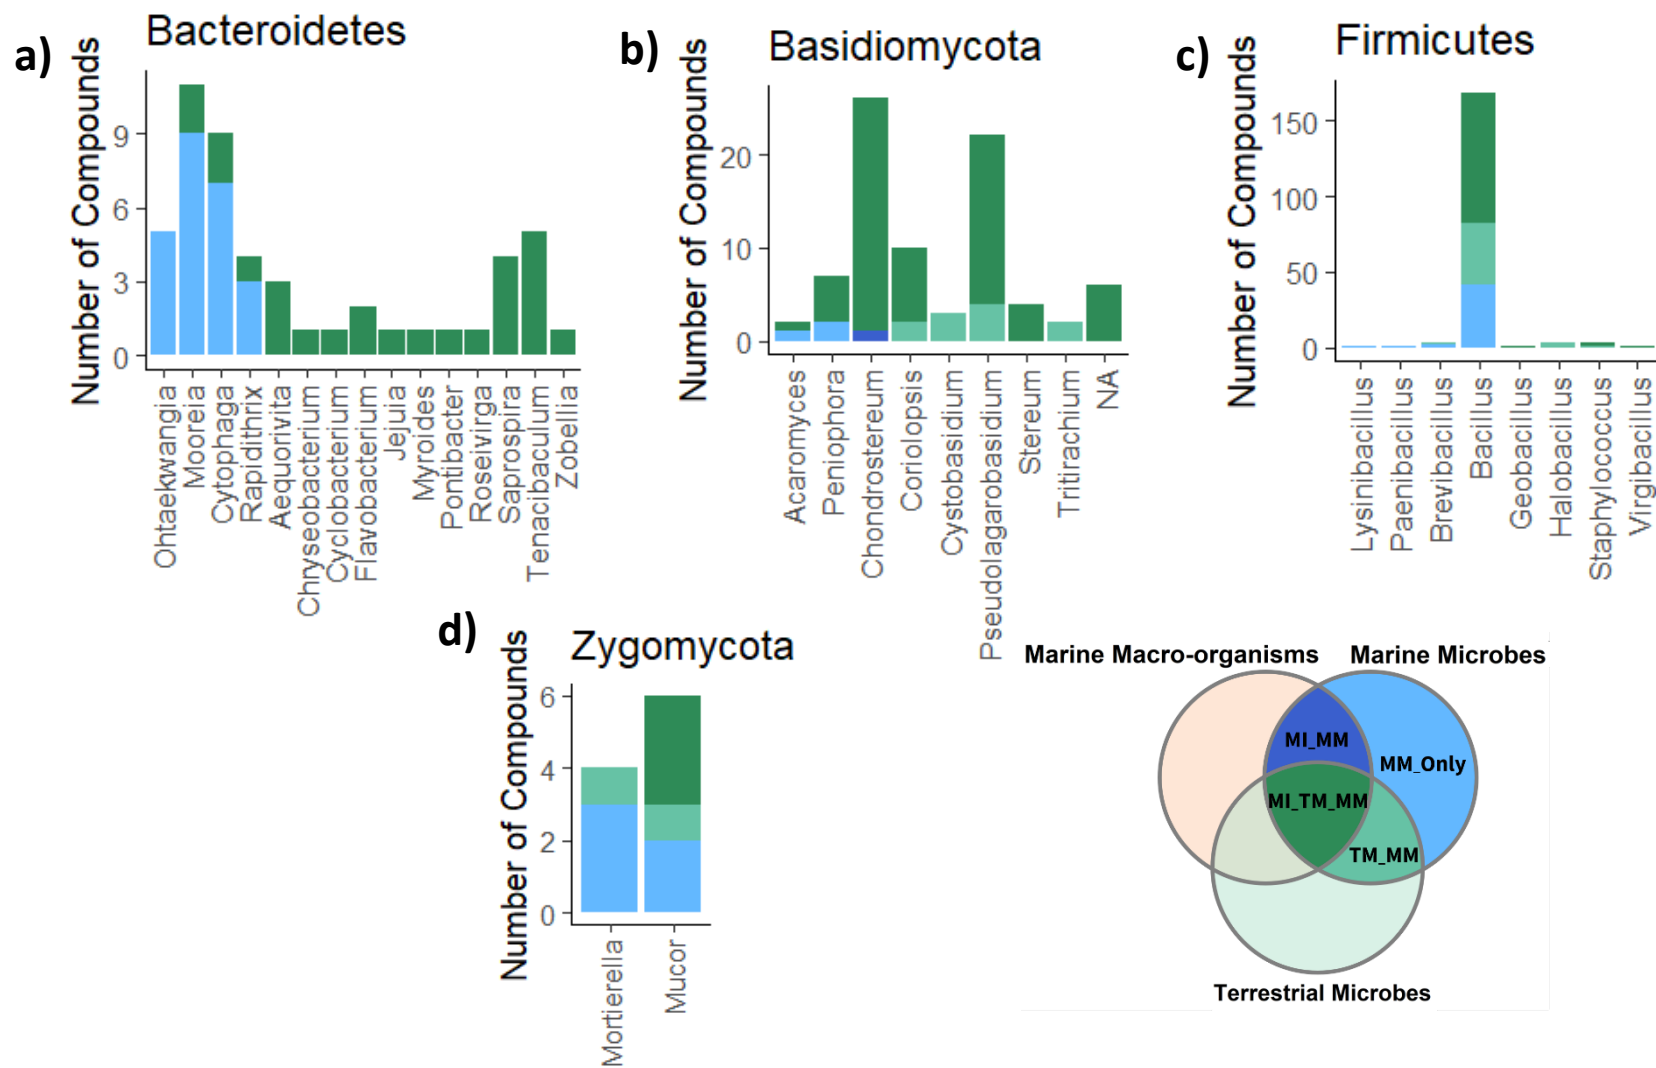 a)
Bacteroidetes
Number of Compounds
9
6
3
0
Ohtaekwangia
Mooreia
Cytophaga
Rapidithrix
Aequorivita
Chryseobacterium
Cyclobacterium
Flavobacterium
Jejuia
Myroides
Pontibacter
Roseivirga
Saprospira
Tenacibaculum
Zobellia
b)
Basidiomycota
Number of Compounds
20
10
0
Acaromyces
Peniophora
Chondrostereum
Coriolopsis
Cystobasidium
Pseudolagarobasidium
Stereum
Tritirachium
NA
c)
Firmicutes
Number of Compounds
150
100
50
0
Lysinibacillus
Paenibacillus
Brevibacillus
Bacillus
Geobacillus
Halobacillus
Staphylococcus
Virgibacillus
d)
Zygomycota
Number of Compounds
6
4
2
0
Mortierella
Mucor
Marine Macro-organisms
Marine Microbes
MI_MM
MM_Only
MI_TM_MM
TM_MM
Terrestrial Microbes